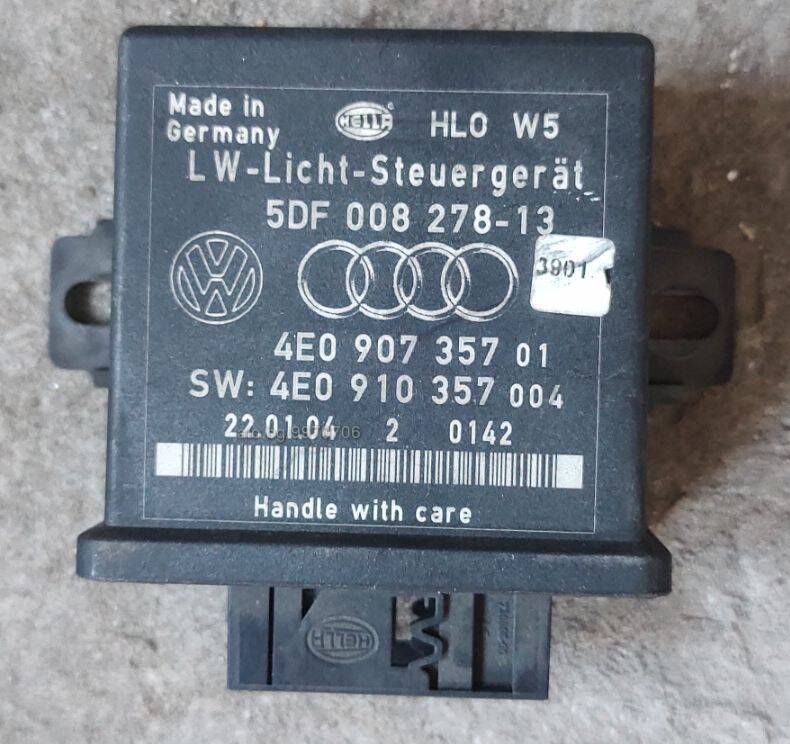 Made in
Germany
HELLA
HLO W5
LW-Licht-Steuergerät
5DF 008 278-13
3901
4E0 907 357 01
SW: 4E0 910 357 004
22.01.04 2 0142
Handle with care
HELLA